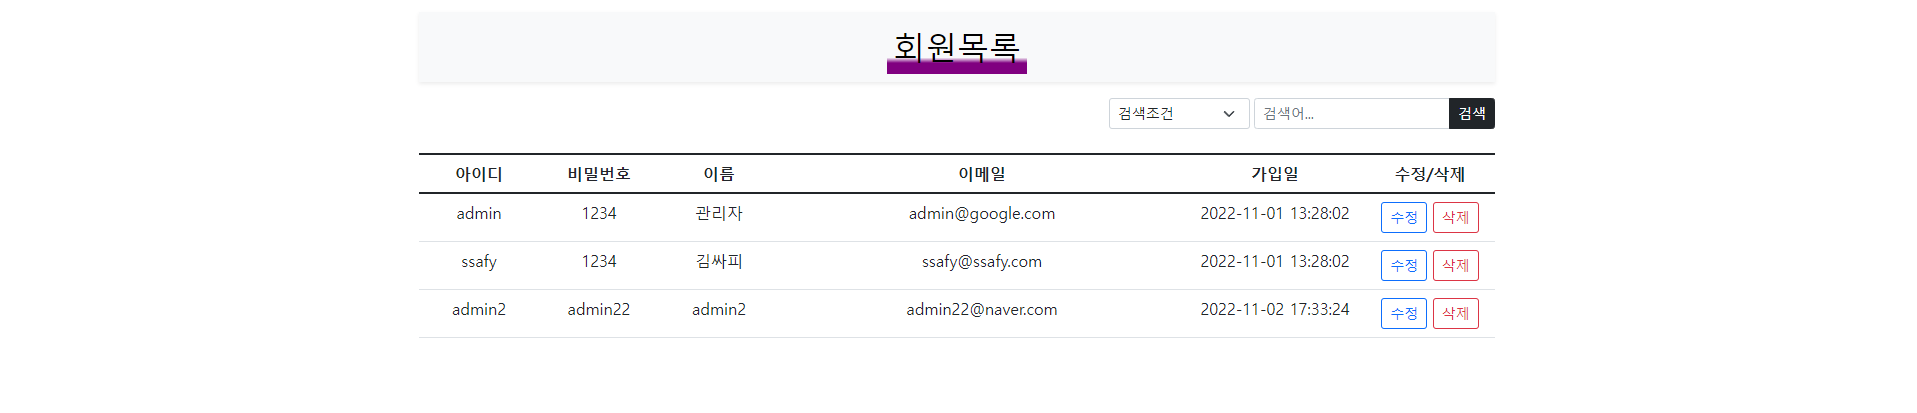 회원목록
검색조건 검색어... 검색
아이디 비밀번호 이름 이메일 가입일 수정/삭제
admin 1234 관리자 admin@google.com 2022-11-01 13:28:02 수정 삭제
ssafy 1234 김싸피 ssafy@ssafy.com 2022-11-01 13:28:02 수정 삭제
admin2 admin22 admin2 admin22@naver.com 2022-11-02 17:33:24 수정 삭제